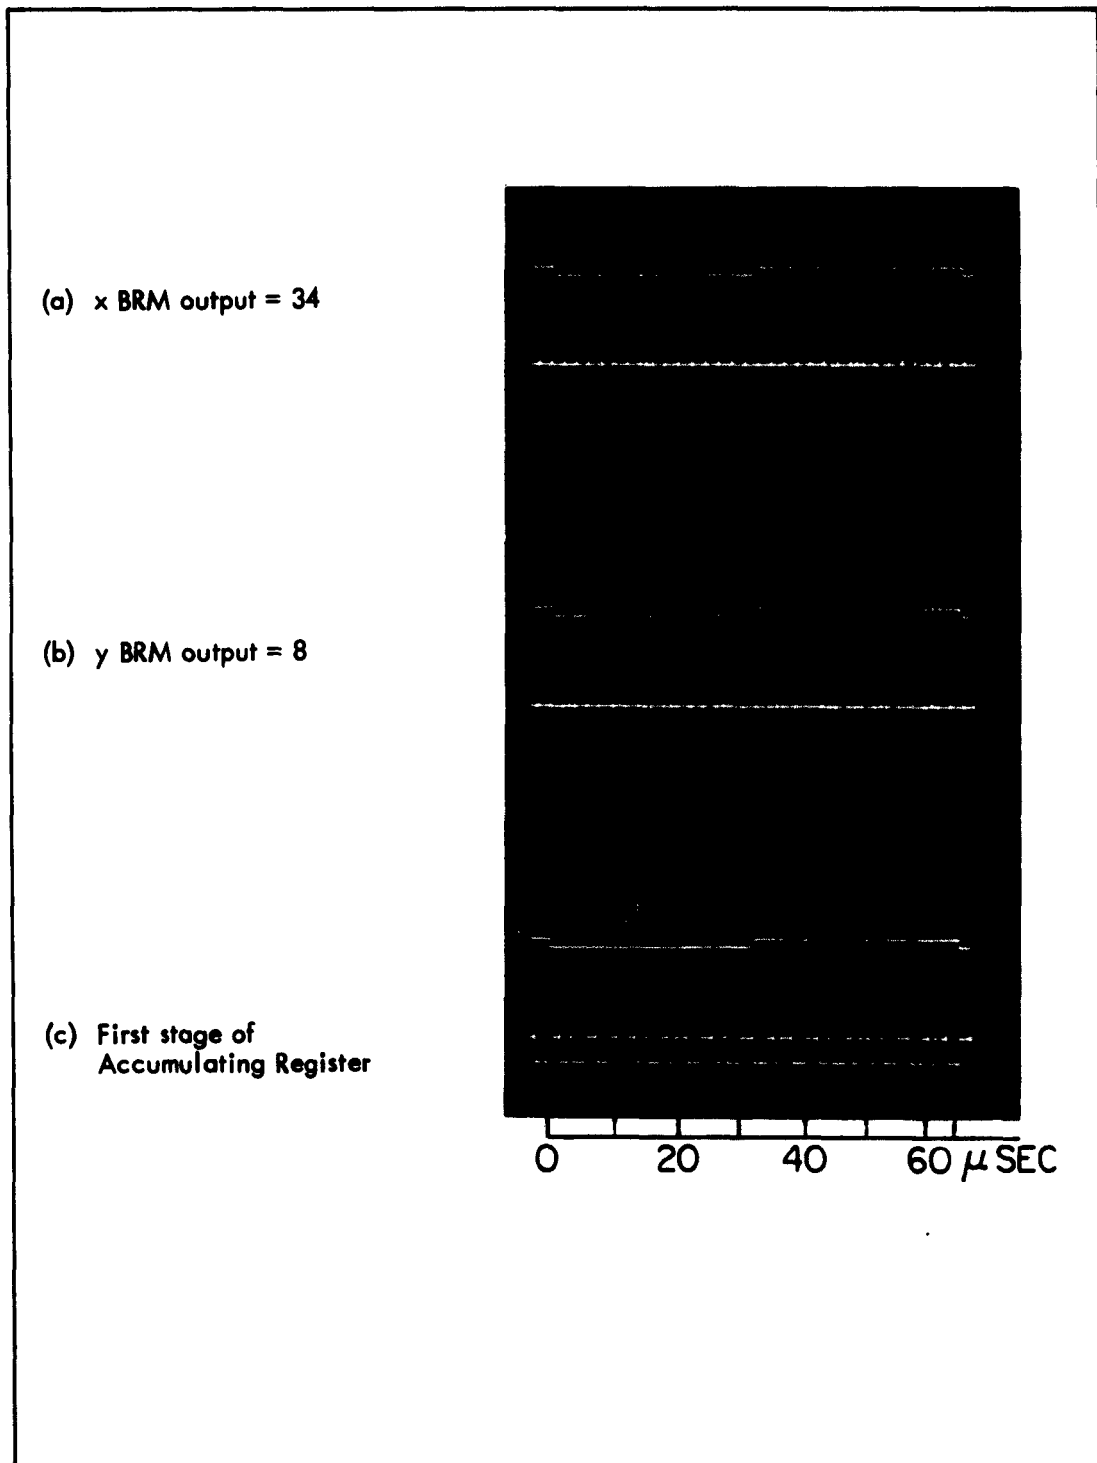 (a) x BRM output = 34
(b) y BRM output = 8
(c) First stage of
Accumulating Register
0 20 40 60 μ SEC